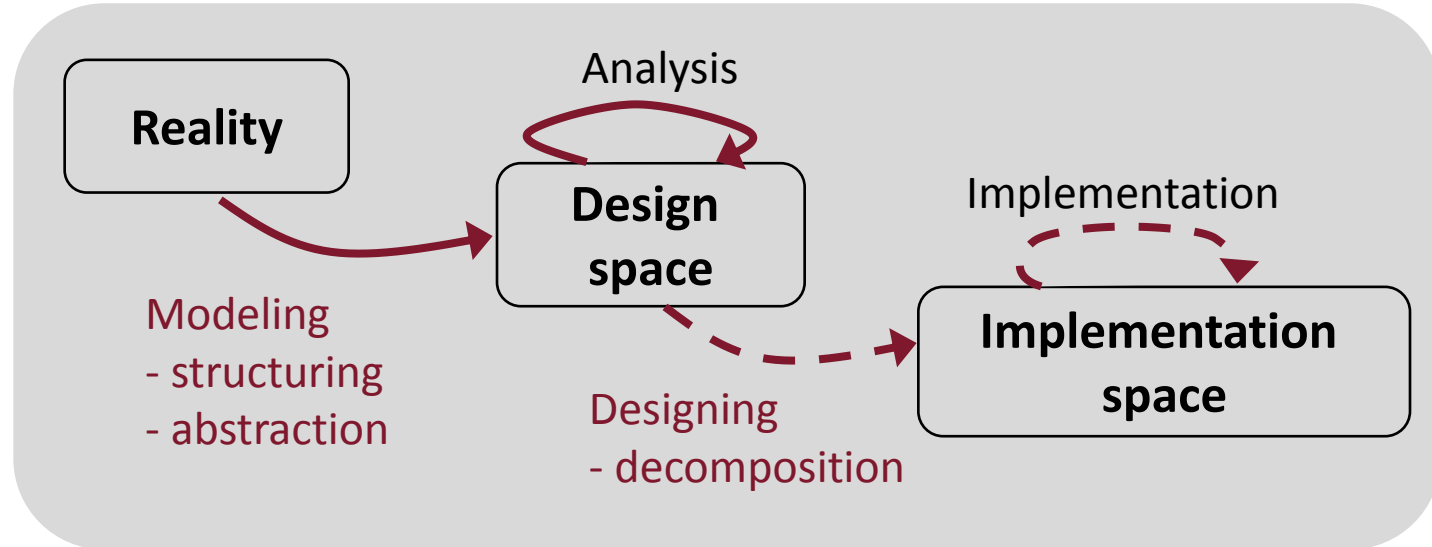 Analysis
Reality
Design
space
Implementation
Modeling
- structuring
- abstraction
Implementation
space
Designing
- decomposition